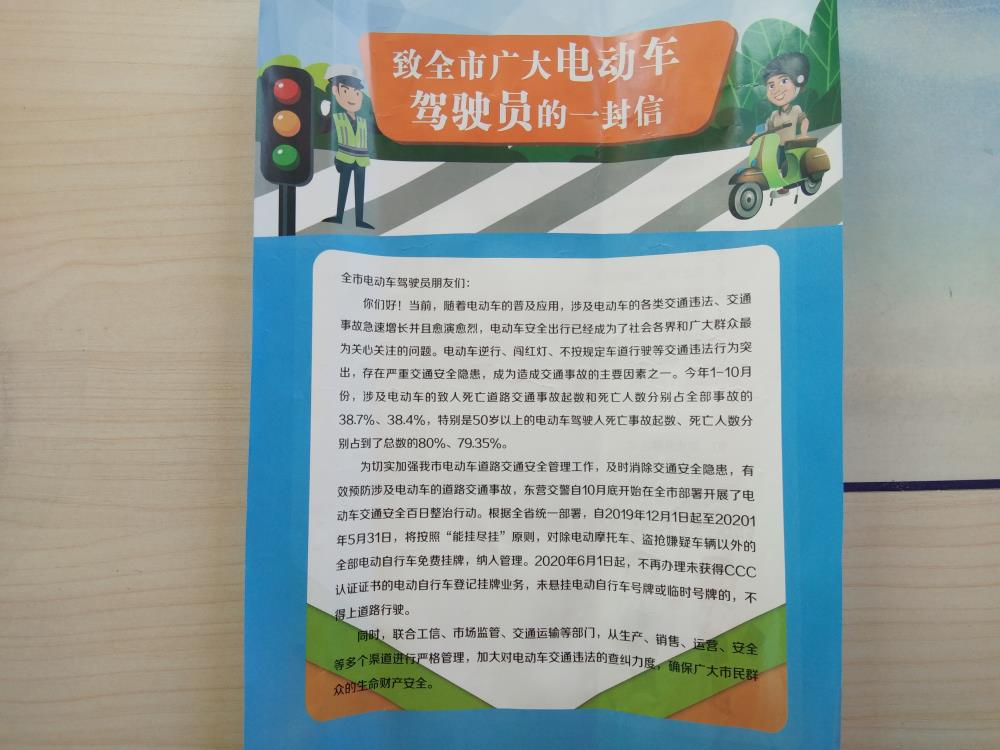 致全市广大电动车
驾驶员的一封信
全市电动车驾驶员朋友们：
你们好！当前，随着电动车的普及应用，涉及电动车的各类交通违法、交通
事故急速增长并且愈演愈烈，电动车安全出行已经成为了社会各界和广大群众最
为关心关注的问题。电动车逆行、闯红灯、不按规定车道行驶等交通违法行为突
出，存在严重交通安全隐患，成为造成交通事故的主要因素之一。今年1-10月
份，涉及电动车的致人死亡道路交通事故起数和死亡人数分别占全部事故的
38.7%、38.4%，特别是50岁以上的电动车驾驶人死亡事故起数、死亡人数分
别占到了总数的80%、79.35%。
为切实加强我市电动车道路交通安全管理工作，及时消除交通安全隐患，有
效预防涉及电动车的道路交通事故，东营交警自10月底开始在全市部署开展了电
动车交通安全百日整治行动。根据全省统一部署，自2019年12月1日起至20201
年5月31日，将按照“能挂尽挂”原则，对除电动摩托车、盗抢嫌疑车辆以外的
全部电动自行车免费挂牌，纳入管理。2020年6月1日起，不再办理未获得CCC
认证证书的电动自行车登记挂牌业务，未悬挂电动自行车号牌或临时号牌的，不
得上道路行驶。
同时，联合工信、市场监管、交通运输等部门，从生产、销售、运营、安全
等多个渠道进行严格管理，加大对电动车交通违法的查纠力度，确保广大市民群
众的生命财产安全。